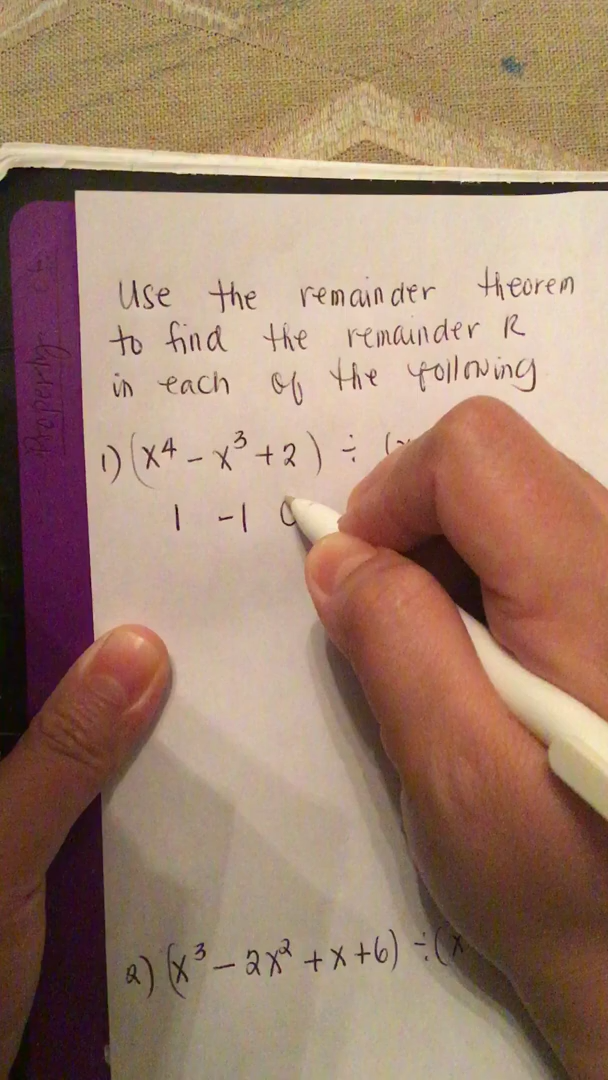 Use the remainder theorem
to find the remainder R
in each of the following
1) (x⁴ - x³ + 2) ÷ (
1 -1 0
2) (x³ - 2x² + x + 6) ÷ (x